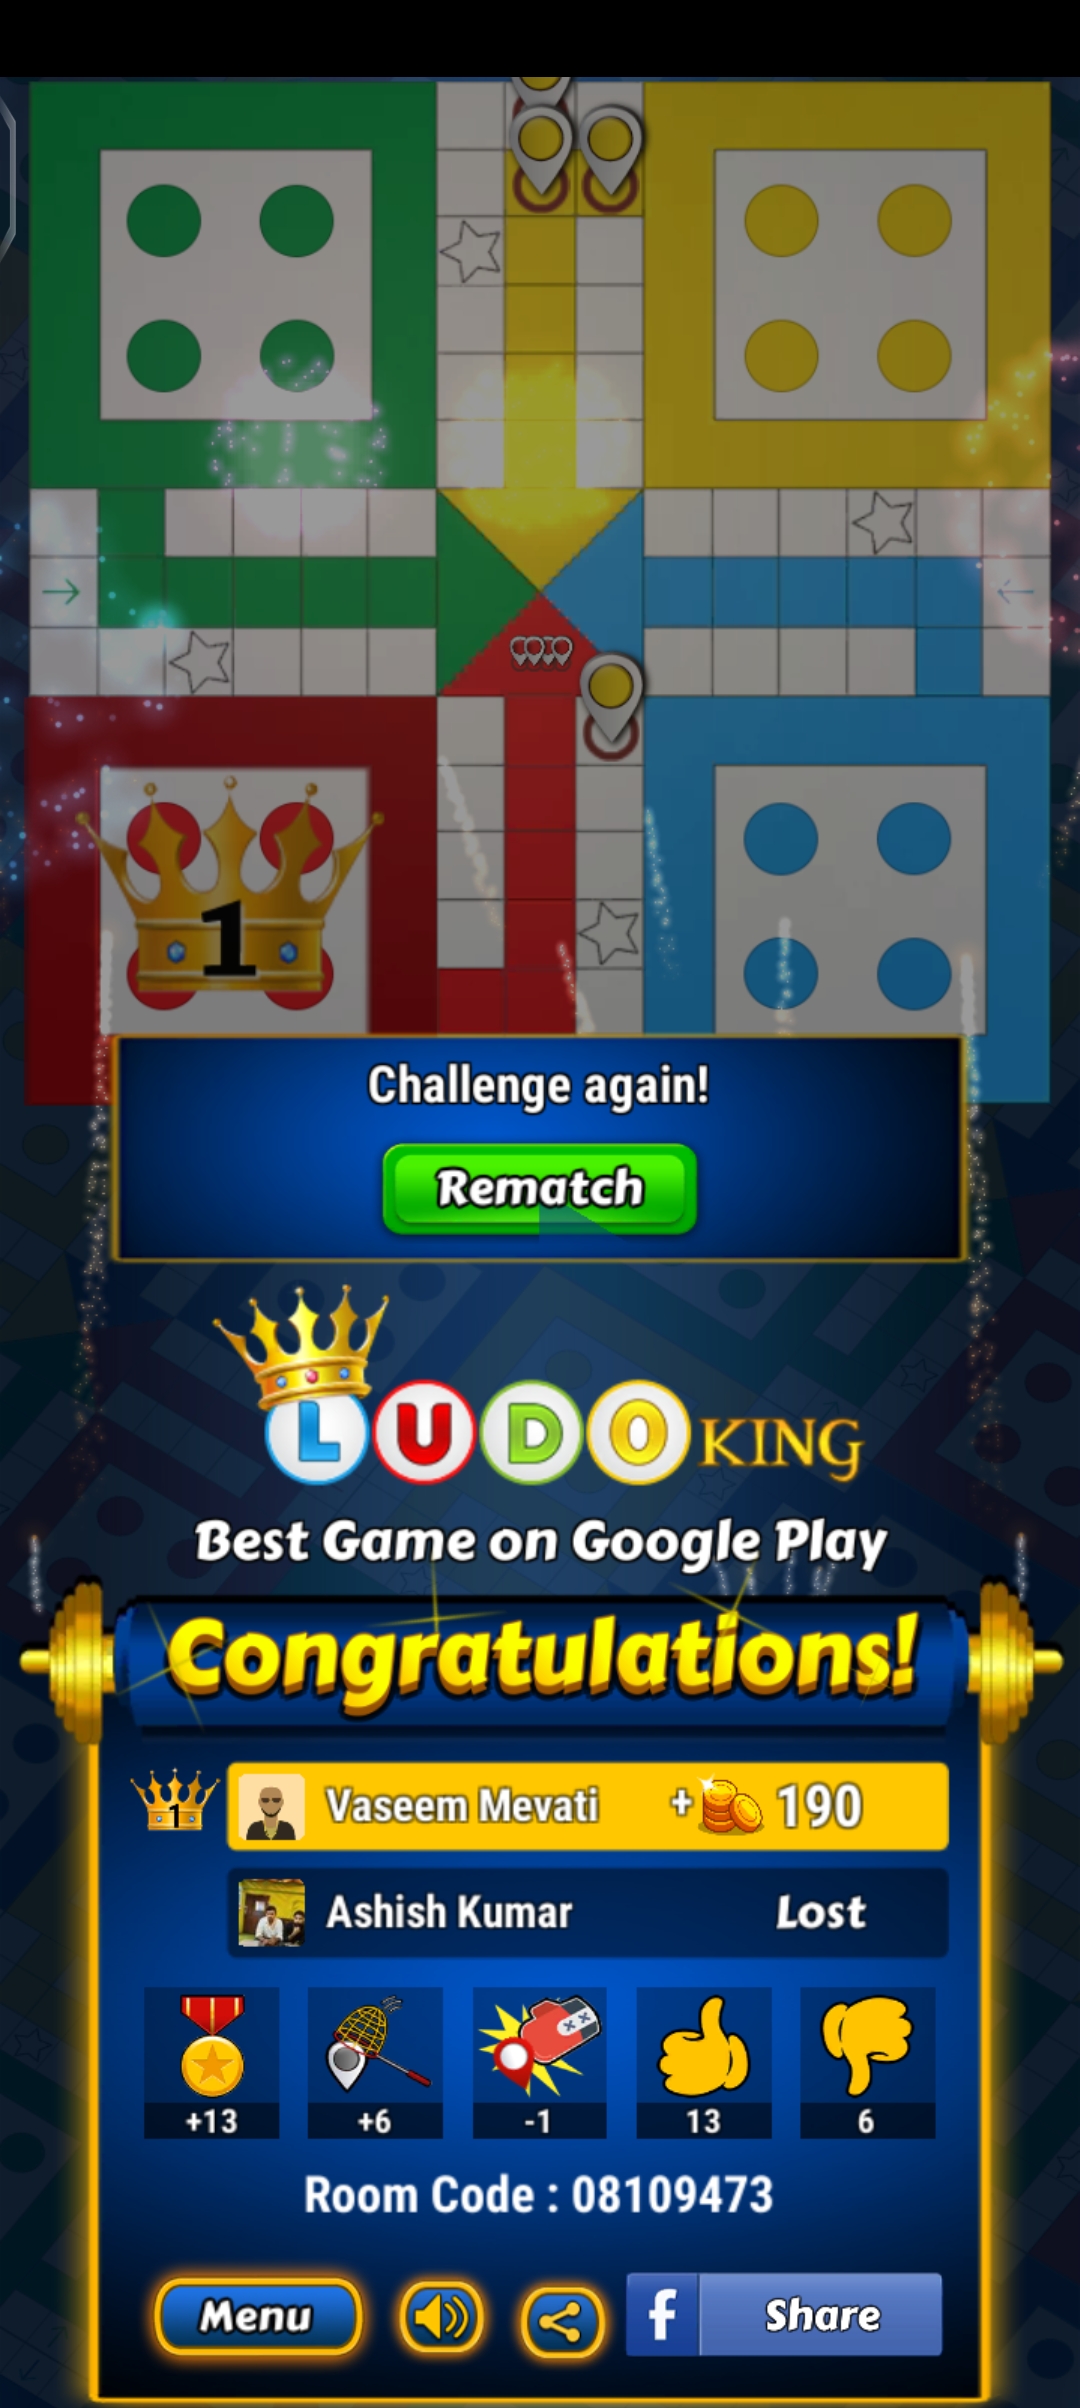 1
Challenge again!
Rematch
LUDO KING
Best Game on Google Play
Congratulations!
1 Vaseem Mevati + 190
Ashish Kumar Lost
+13 +6 -1 13 6
Room Code : 08109473
Menu f Share